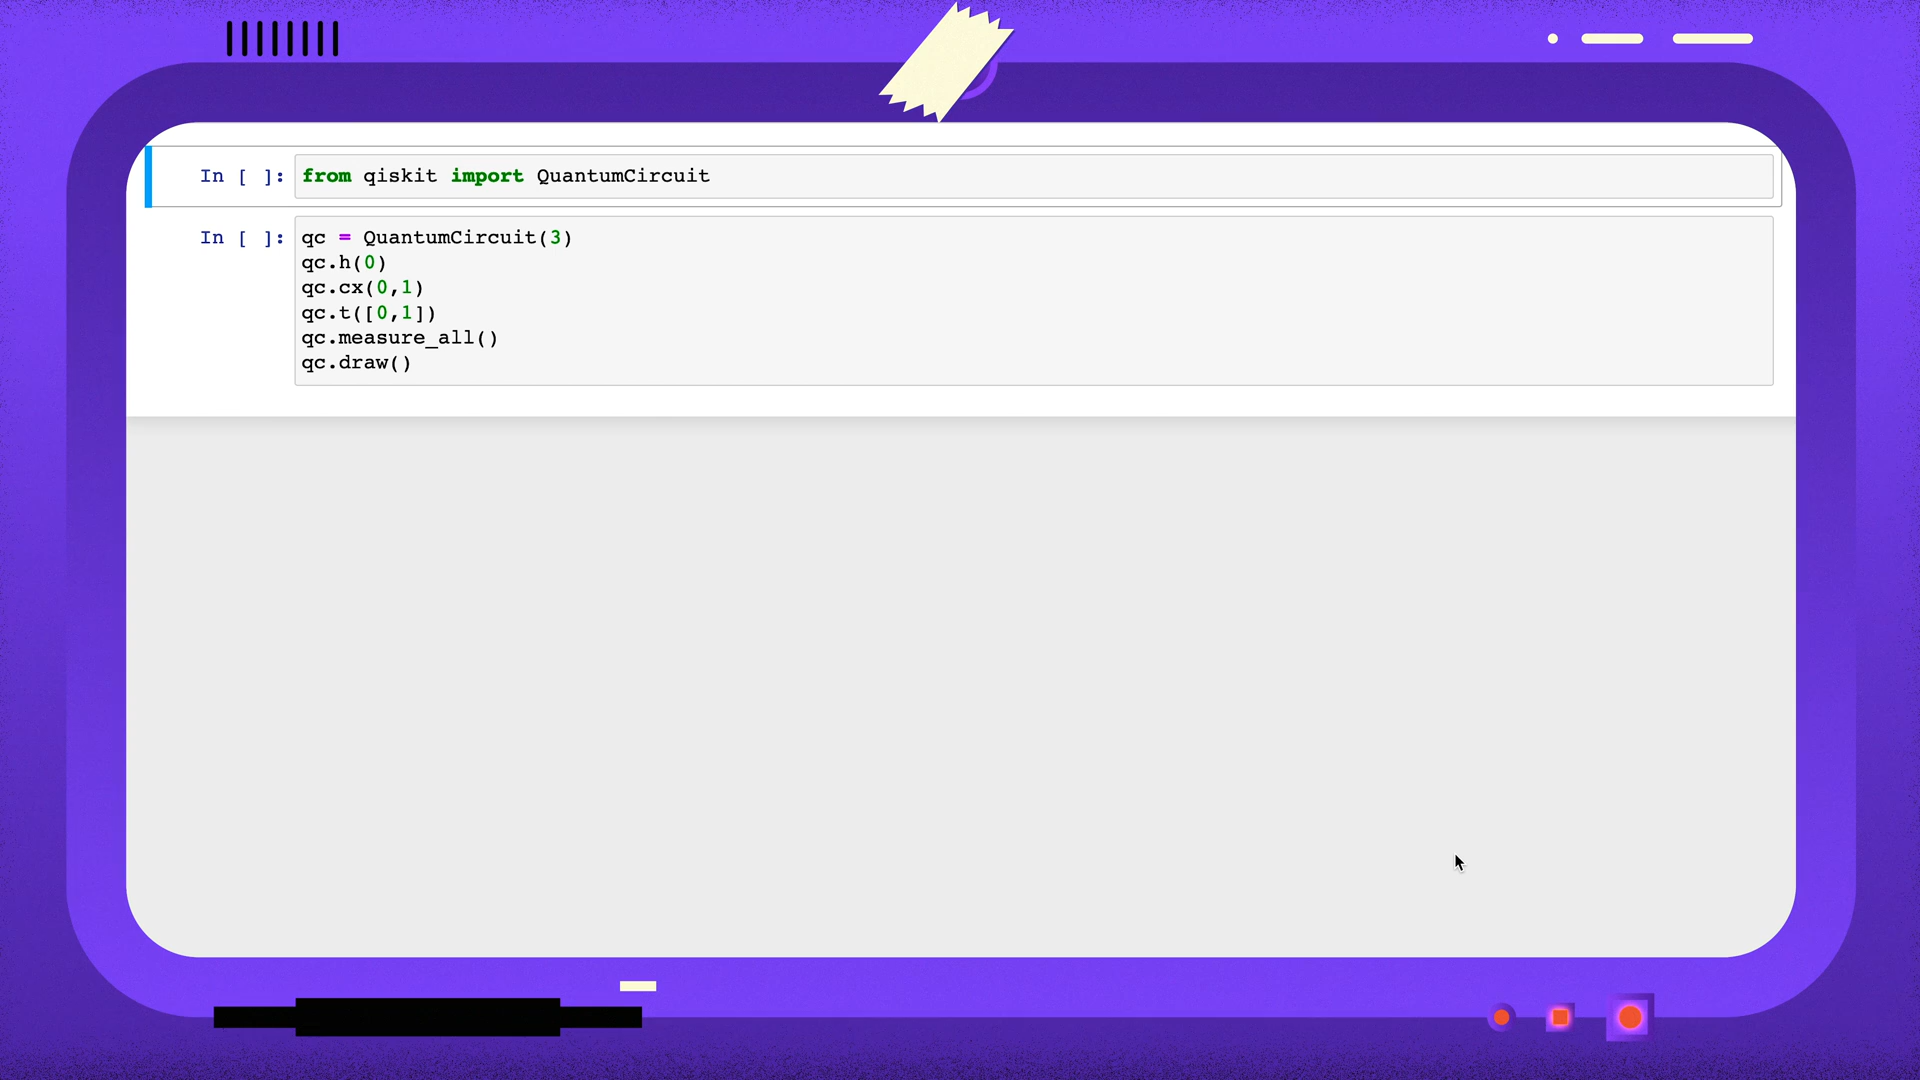 In [ ]: from qiskit import QuantumCircuit
In [ ]: qc = QuantumCircuit(3)
qc.h(0)
qc.cx(0,1)
qc.t([0,1])
qc.measure_all()
qc.draw()